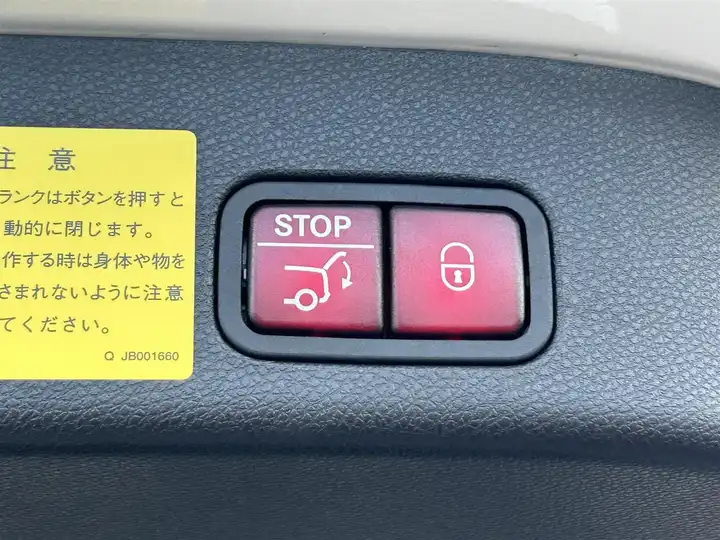 注 意
ランクはボタンを押すと
動的に閉じます。
作する時は身体や物を
さまれないように注意
てください。
Q JB001660
STOP